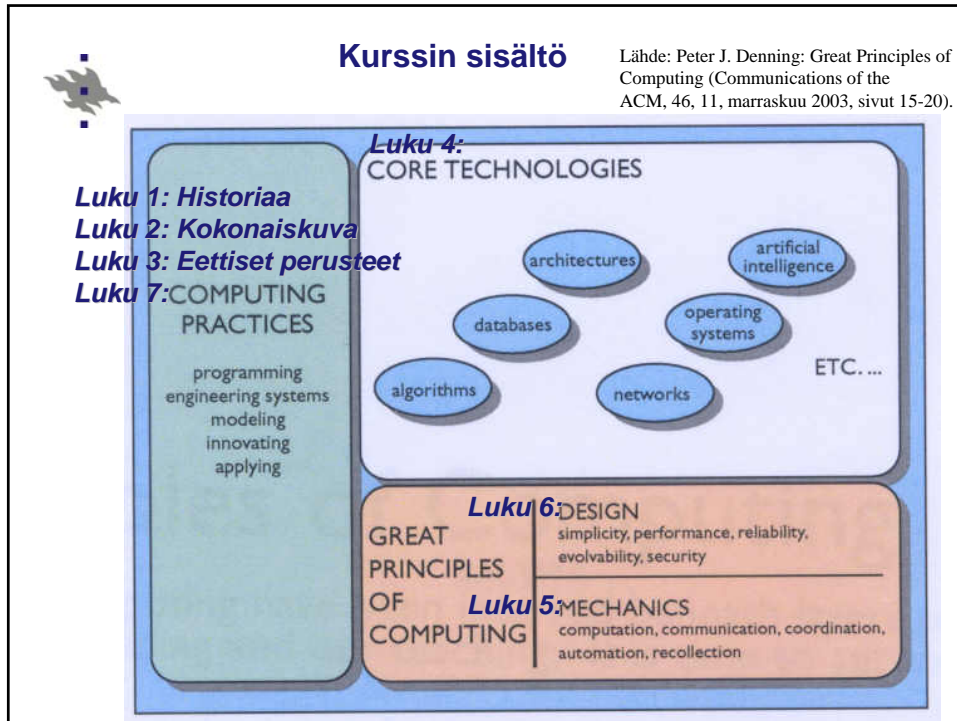 Kurssin sisältö
Lähde: Peter J. Denning: Great Principles of
Computing (Communications of the
ACM, 46, 11, marraskuu 2003, sivut 15-20).
Luku 1: Historiaa
Luku 2: Kokonaiskuva
Luku 3: Eettiset perusteet
Luku 7: COMPUTING
PRACTICES
programming
engineering systems
modeling
innovating
applying
Luku 4:
CORE TECHNOLOGIES
architectures
artificial
intelligence
databases
operating
systems
algorithms
networks
ETC. ...
GREAT
PRINCIPLES
OF
COMPUTING
Luku 6: DESIGN
simplicity, performance, reliability,
evolvability, security
Luku 5: MECHANICS
computation, communication, coordination,
automation, recollection